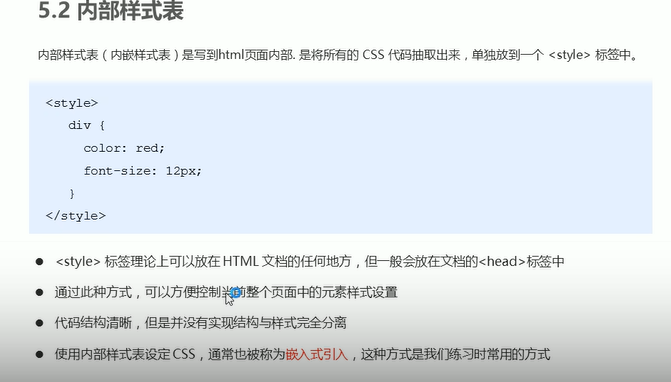 5.2 内部样式表
内部样式表（内嵌样式表）是写到html页面内部. 是将所有的 CSS 代码抽取出来，单独放到一个 <style> 标签中。
<style>
div {
color: red;
font-size: 12px;
}
</style>
● <style> 标签理论上可以放在 HTML 文档的任何地方，但一般会放在文档的<head>标签中
● 通过此种方式，可以方便控制当前整个页面中的元素样式设置
● 代码结构清晰，但是并没有实现结构与样式完全分离
● 使用内部样式表设定 CSS，通常也被称为嵌入式引入，这种方式是我们练习时常用的方式